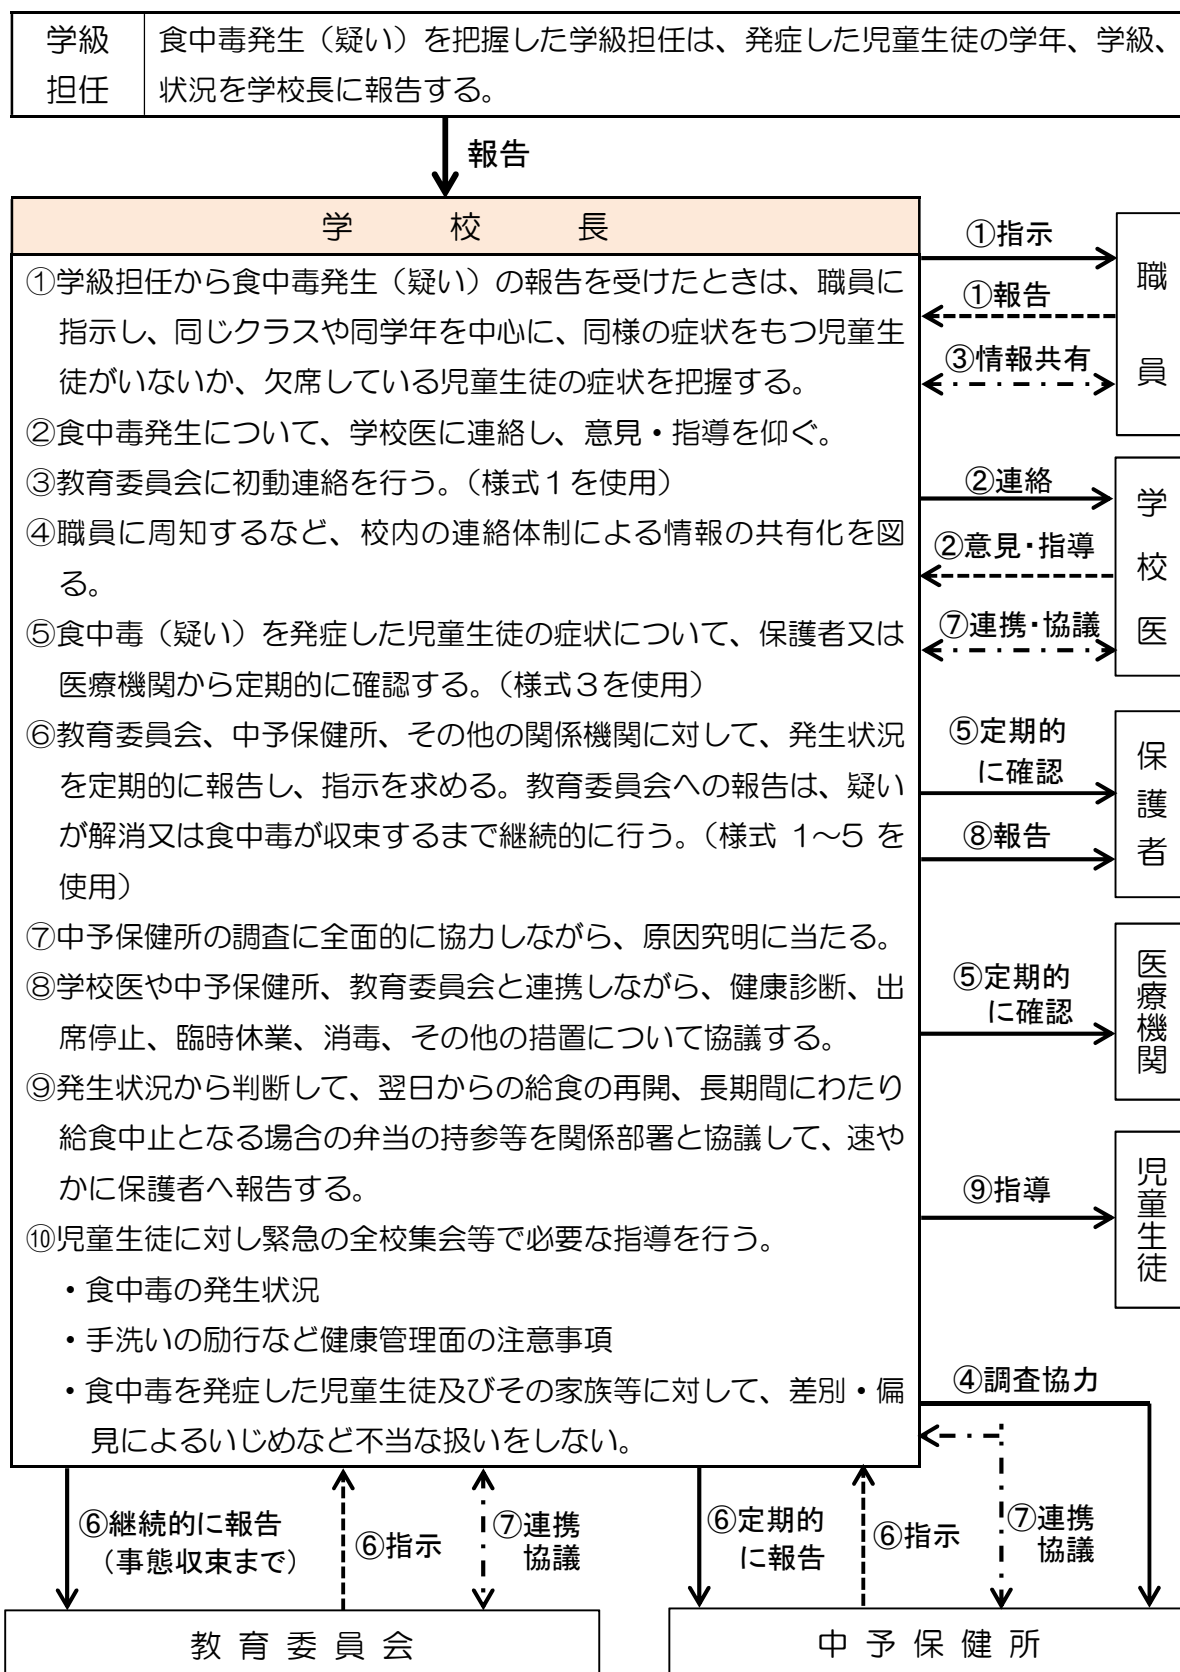 学級
担任
食中毒発生（疑い）を把握した学級担任は、発症した児童生徒の学年、学級、
状況を学校長に報告する。
報告
学校長
①学級担任から食中毒発生（疑い）の報告を受けたときは、職員に
指示し、同じクラスや同学年を中心に、同様の症状をもつ児童生
徒がいないか、欠席している児童生徒の症状を把握する。
②食中毒発生について、学校医に連絡し、意見・指導を仰ぐ。
③教育委員会に初動連絡を行う。（様式１を使用）
④職員に周知するなど、校内の連絡体制による情報の共有化を図
る。
⑤食中毒（疑い）を発症した児童生徒の症状について、保護者又は
医療機関から定期的に確認する。（様式３を使用）
⑥教育委員会、中予保健所、その他の関係機関に対して、発生状況
を定期的に報告し、指示を求める。教育委員会への報告は、疑い
が解消又は食中毒が収束するまで継続的に行う。（様式 1～5 を
使用）
⑦中予保健所の調査に全面的に協力しながら、原因究明に当たる。
⑧学校医や中予保健所、教育委員会と連携しながら、健康診断、出
席停止、臨時休業、消毒、その他の措置について協議する。
⑨発生状況から判断して、翌日からの給食の再開、長期間にわたり
給食中止となる場合の弁当の持参等を関係部署と協議して、速や
かに保護者へ報告する。
⑩児童生徒に対し緊急の全校集会等で必要な指導を行う。
・食中毒の発生状況
・手洗いの励行など健康管理面の注意事項
・食中毒を発症した児童生徒及びその家族等に対して、差別・偏
見によるいじめなど不当な扱いをしない。
①指示
①報告
③情報共有
職員
②連絡
②意見・指導
⑦連携・協議
学校医
⑤定期的
に確認
⑧報告
保護者
⑤定期的
に確認
医療機関
⑨指導
児童生徒
④調査協力
⑥継続的に報告
（事態収束まで）
⑥指示
⑦連携
協議
⑥定期的
に報告
⑥指示
⑦連携
協議
教育委員会
中予保健所